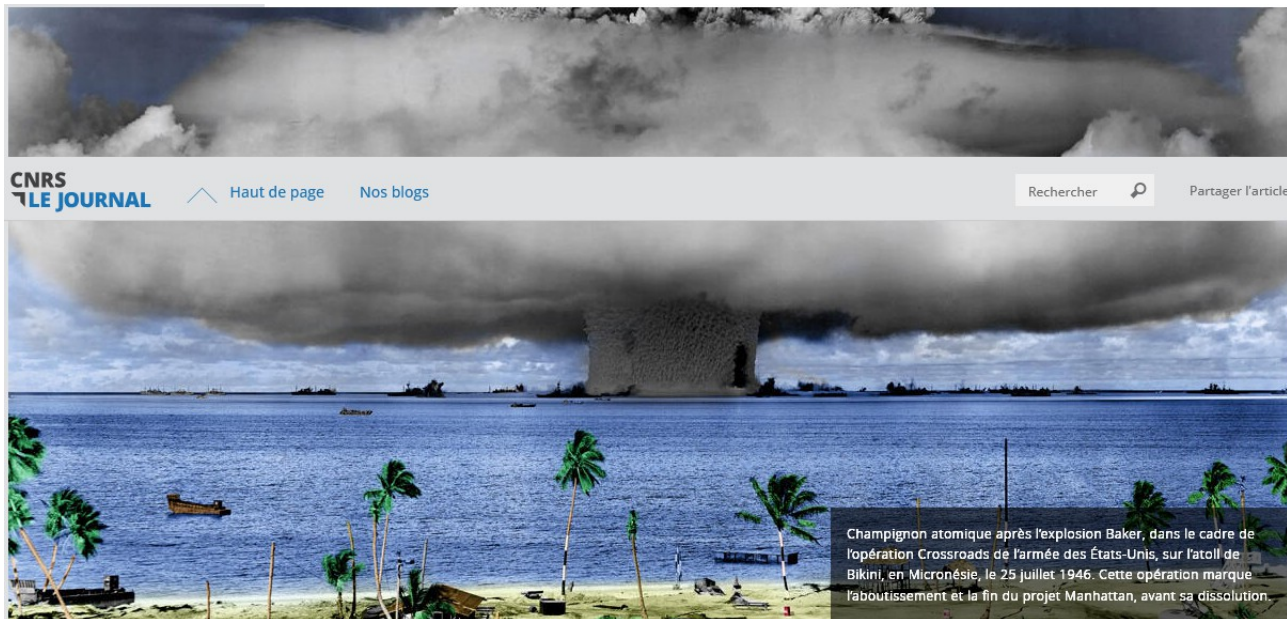 CNRS
LE JOURNAL
Haut de page
Nos blogs
Rechercher
Partager l'article
Champignon atomique après l'explosion Baker, dans le cadre de
l'opération Crossroads de l'armée des États-Unis, sur l'atoll de
Bikini, en Micronésie, le 25 juillet 1946. Cette opération marque
l'aboutissement et la fin du projet Manhattan, avant sa dissolution.